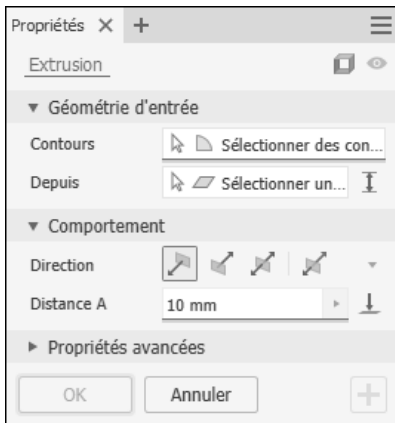 Propriétés
Extrusion
Géométrie d'entrée
Contours Sélectionner des con...
Depuis Sélectionner un...
Comportement
Direction
Distance A 10 mm
Propriétés avancées
OK Annuler